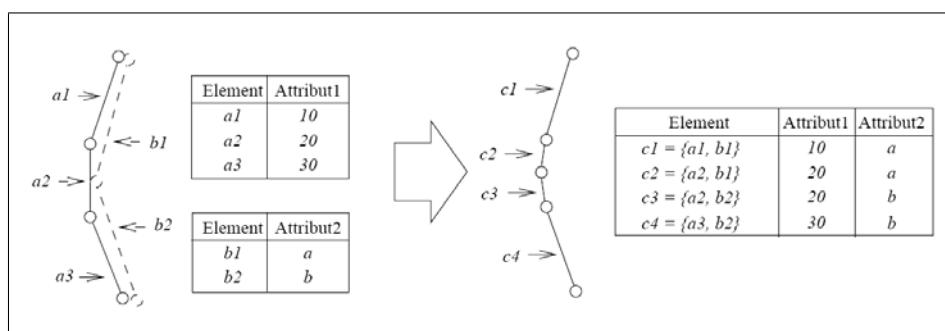 a1
a2
a3
b1
b2
Element Attribut1
a1 10
a2 20
a3 30
Element Attribut2
b1 a
b2 b
c1
c2
c3
c4
Element Attribut1 Attribut2
c1 = {a1, b1} 10 a
c2 = {a2, b1} 20 a
c3 = {a2, b2} 20 b
c4 = {a3, b2} 30 b